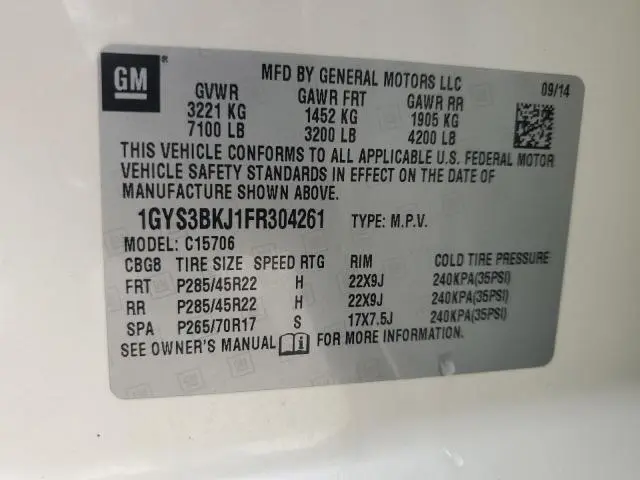 GM
MFD BY GENERAL MOTORS LLC 09/14
GVWR GAWR FRT GAWR RR
3221 KG 1452 KG 1905 KG
7100 LB 3200 LB 4200 LB
THIS VEHICLE CONFORMS TO ALL APPLICABLE U.S. FEDERAL MOTOR
VEHICLE SAFETY STANDARDS IN EFFECT ON THE DATE OF
MANUFACTURE SHOWN ABOVE.
1GYS3BKJ1FR304261 TYPE: M.P.V.
MODEL: C15706
CBG8 TIRE SIZE SPEED RTG RIM COLD TIRE PRESSURE
FRT P285/45R22 H 22X9J 240KPA(35PSI)
RR P285/45R22 H 22X9J 240KPA(35PSI)
SPA P265/70R17 S 17X7.5J 240KPA(35PSI)
SEE OWNER'S MANUAL FOR MORE INFORMATION.